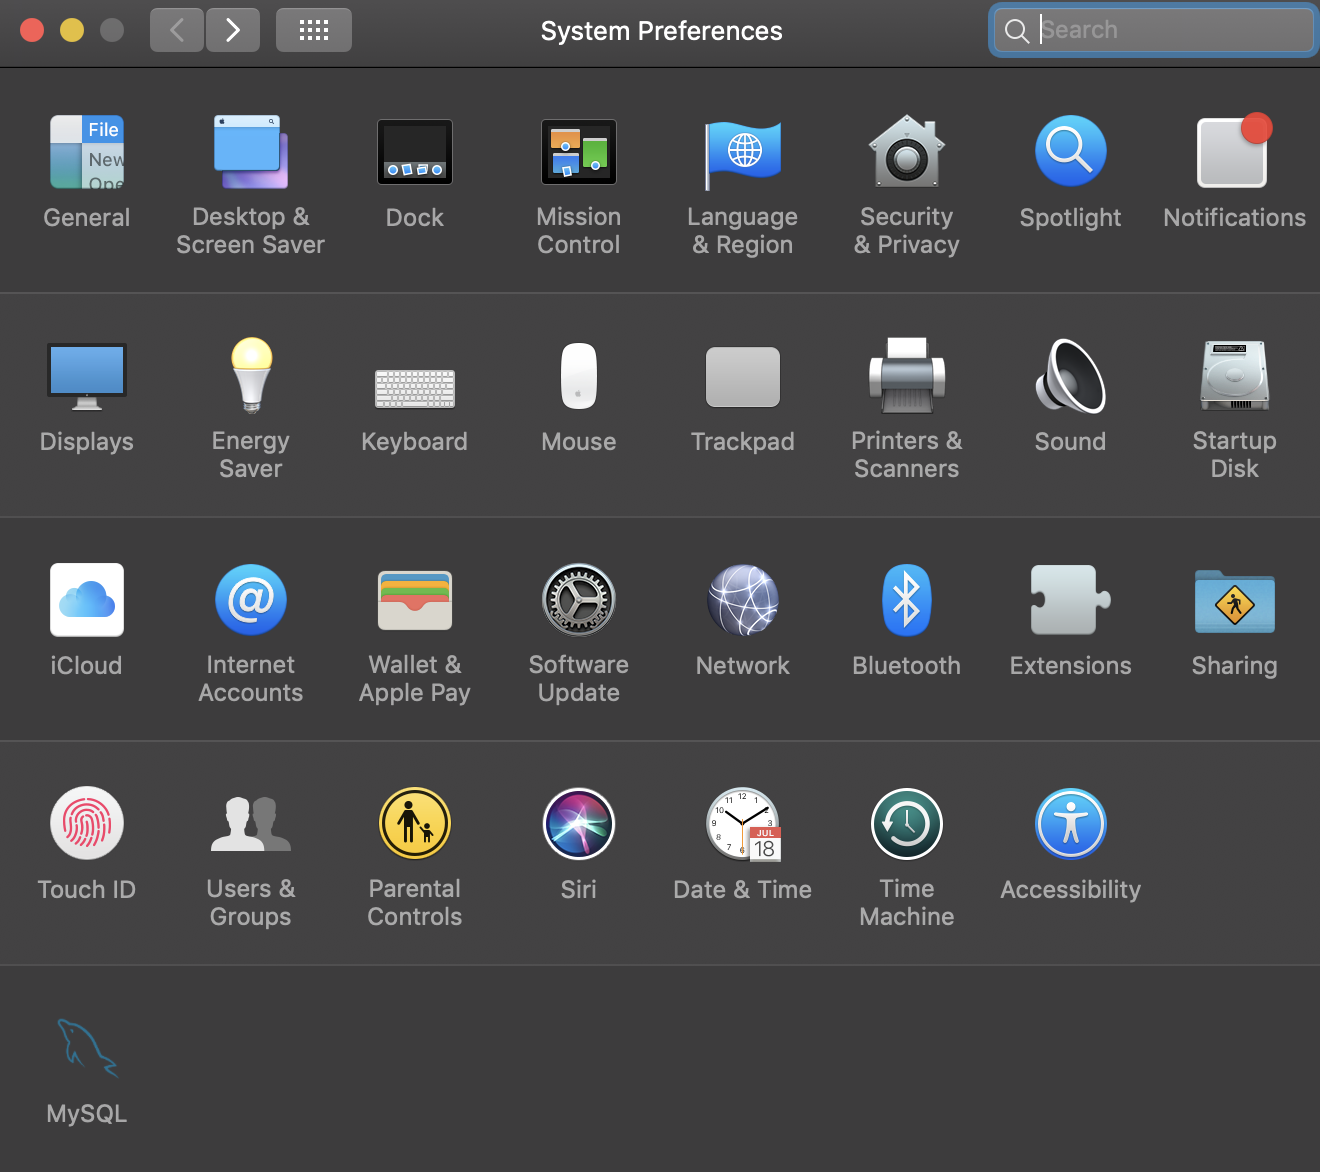 System Preferences
Search
File
New
Ope
General
Desktop &
Screen Saver
Dock
Mission
Control
Language
& Region
Security
& Privacy
Spotlight
Notifications
Displays
Energy
Saver
Keyboard
Mouse
Trackpad
Printers &
Scanners
Sound
Startup
Disk
iCloud
@
Internet
Accounts
Wallet &
Apple Pay
Software
Update
Network
Bluetooth
Extensions
Sharing
Touch ID
Users &
Groups
Parental
Controls
Siri
JUL
18
Date & Time
Time
Machine
Accessibility
MySQL